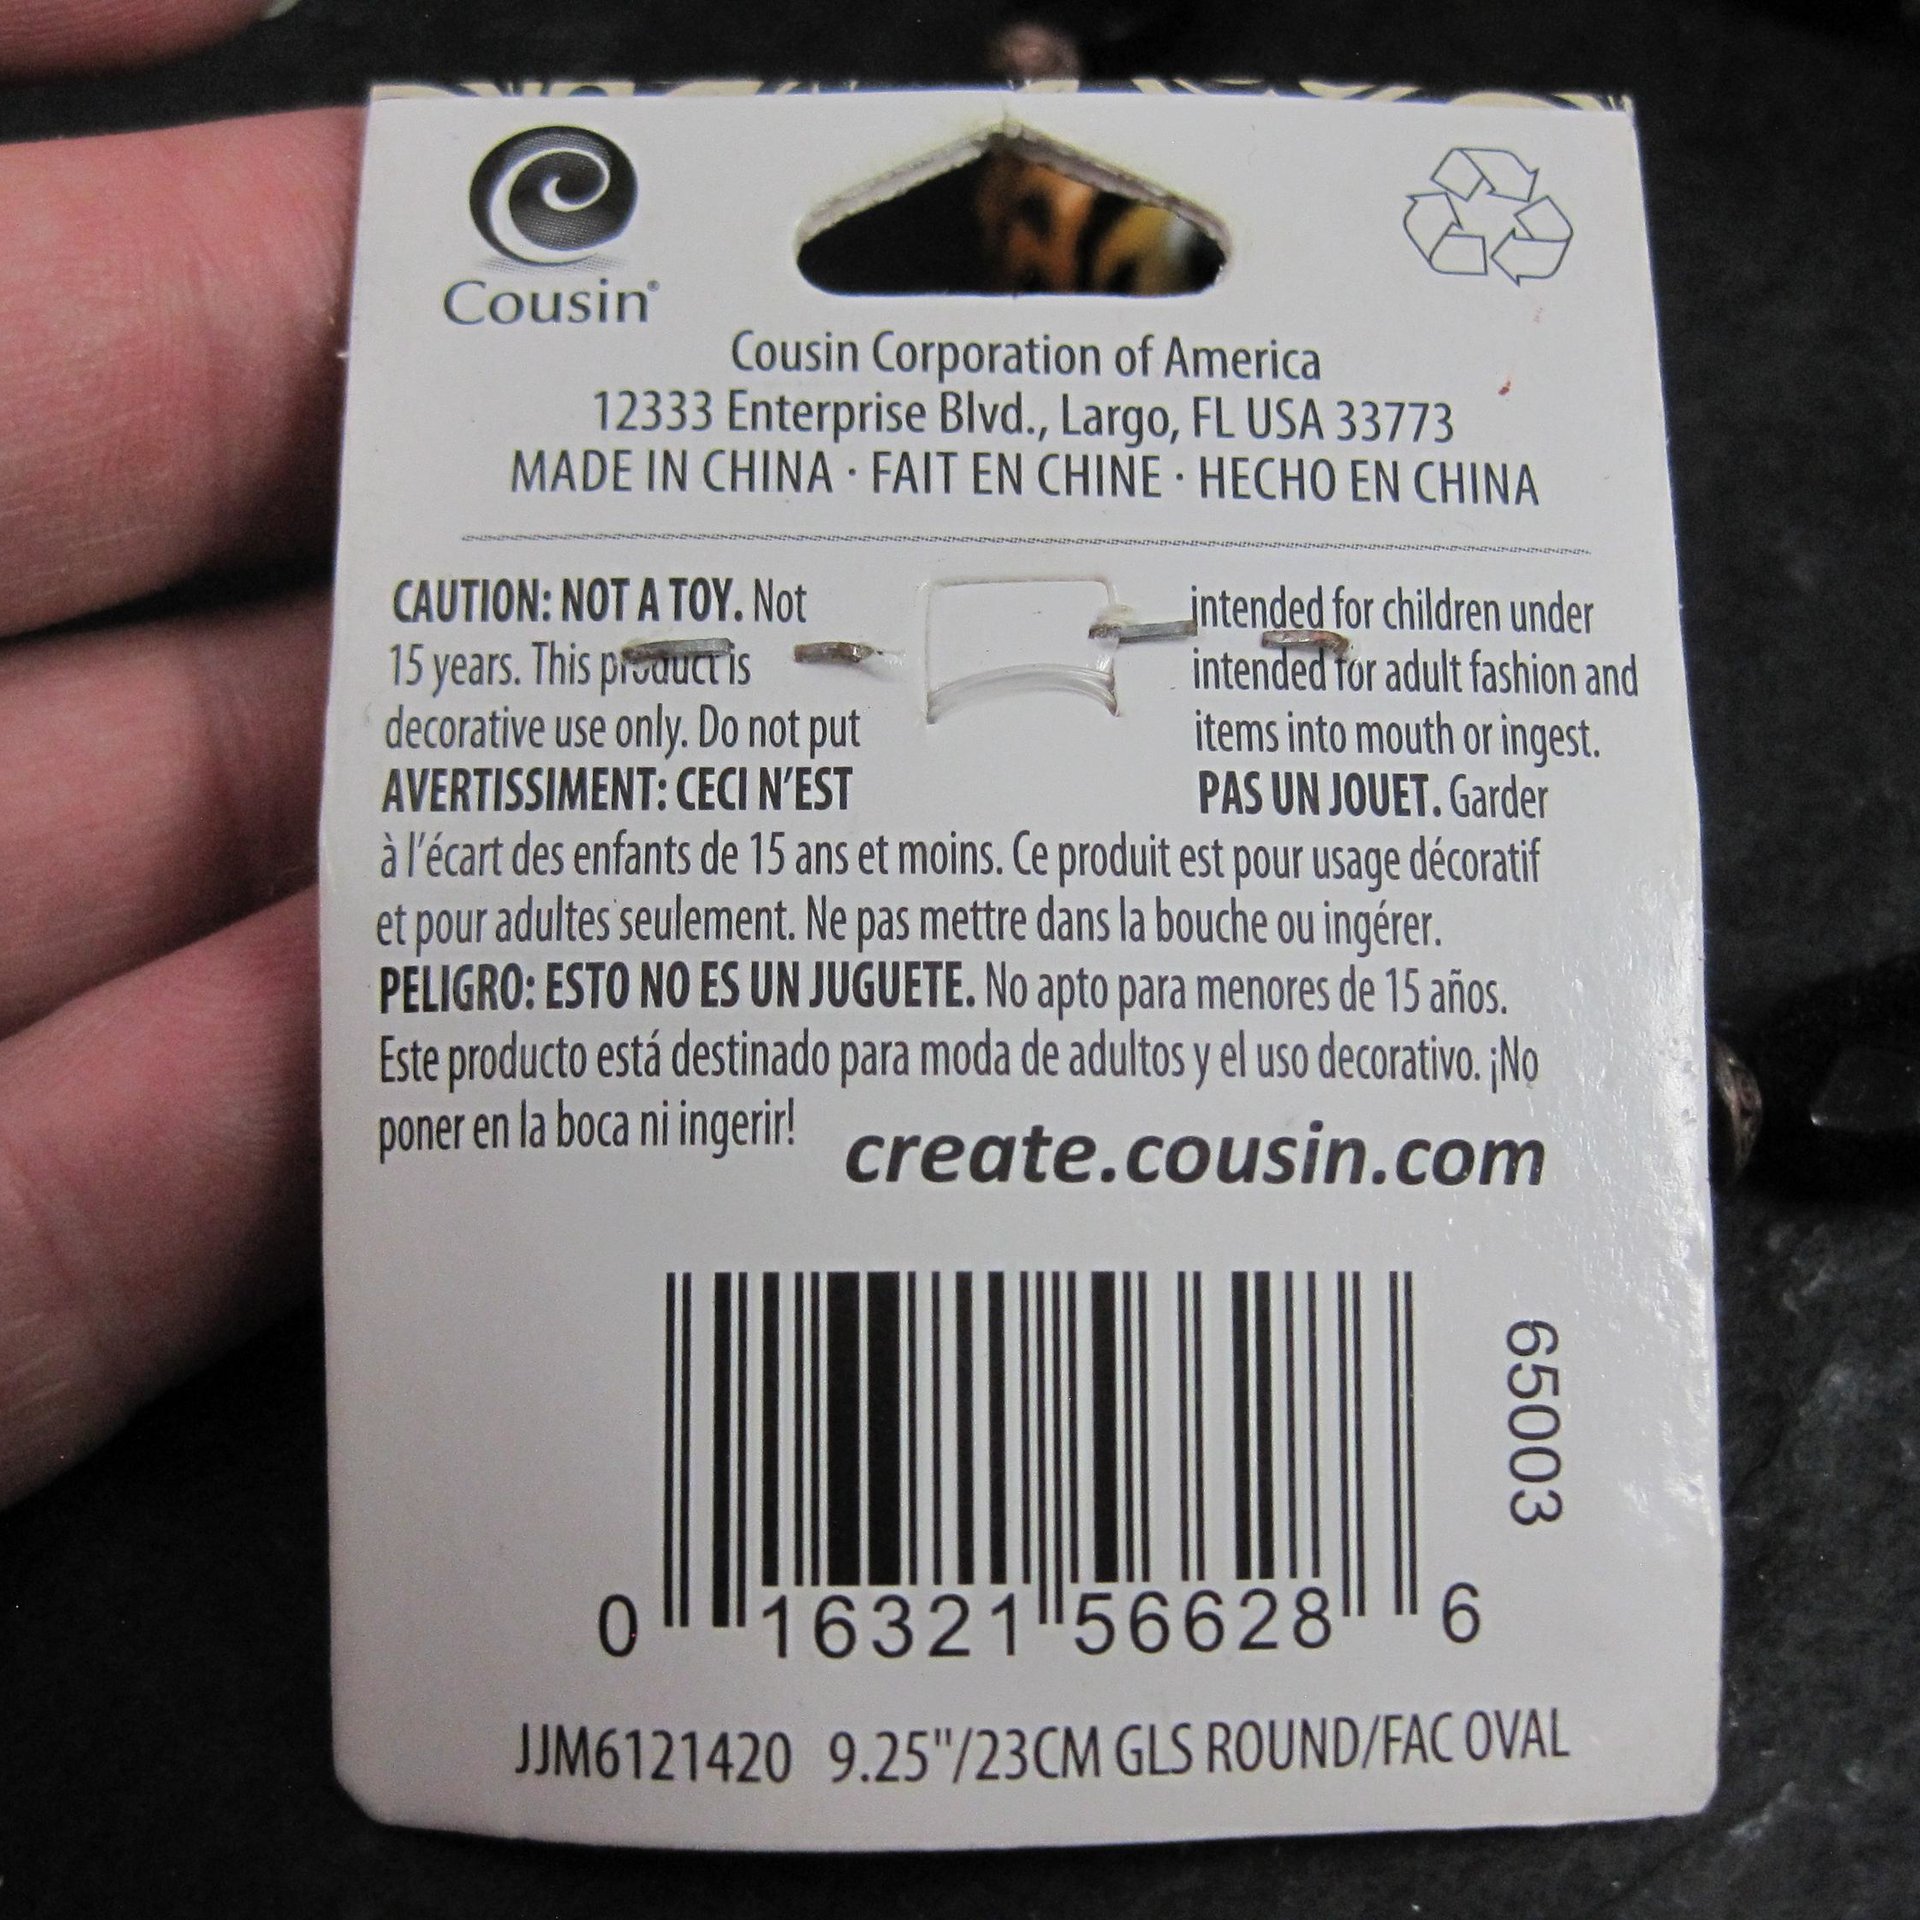 Cousin®
Cousin Corporation of America
12333 Enterprise Blvd., Largo, FL USA 33773
MADE IN CHINA · FAIT EN CHINE · HECHO EN CHINA
CAUTION: NOT A TOY. Not intended for children under
15 years. This product is intended for adult fashion and
decorative use only. Do not put items into mouth or ingest.
AVERTISSIMENT: CECI N'EST PAS UN JOUET. Garder
à l'écart des enfants de 15 ans et moins. Ce produit est pour usage décoratif
et pour adultes seulement. Ne pas mettre dans la bouche ou ingérer.
PELIGRO: ESTO NO ES UN JUGUETE. No apto para menores de 15 años.
Este producto está destinado para moda de adultos y el uso decorativo. ¡No
poner en la boca ni ingerir!
create.cousin.com
65003
0 16321 56628 6
JJM6121420 9.25"/23CM GLS ROUND/FAC OVAL